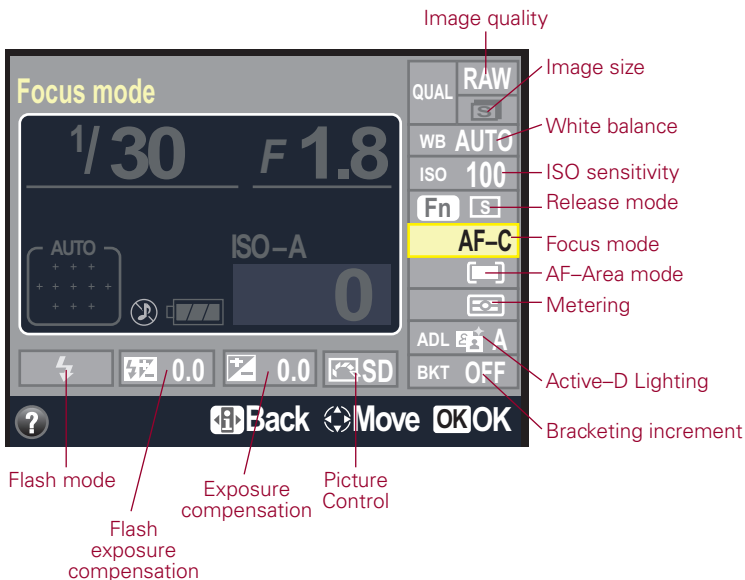 Image quality
Focus mode
QUAL RAW
S
Image size
WB AUTO
White balance
1/30 F1.8
ISO 100
ISO sensitivity
Fn S
Release mode
AUTO
ISO–A
AF–C
Focus mode
AF–Area mode
0
Metering
ADL A
Active–D Lighting
0.0 0.0 SD
BKT OFF
? i Back Move OK OK
Bracketing increment
Flash mode
Flash
exposure
compensation
Exposure
compensation
Picture
Control